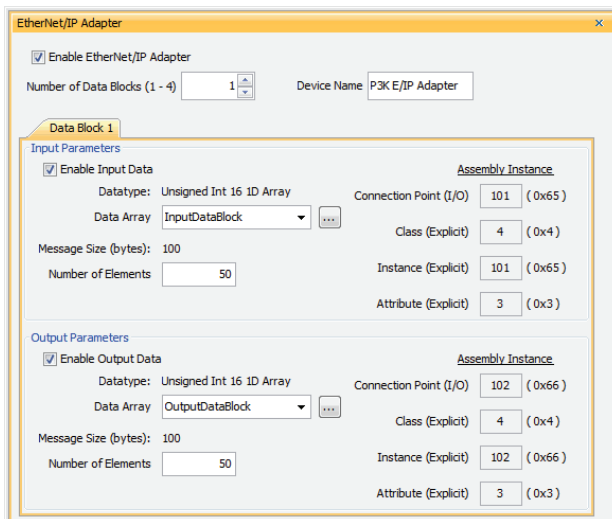 EtherNet/IP Adapter
Enable EtherNet/IP Adapter
Number of Data Blocks (1 - 4) 1 Device Name P3K E/IP Adapter
Data Block 1
Input Parameters
Enable Input Data Assembly Instance
Datatype: Unsigned Int 16 1D Array Connection Point (I/O) 101 ( 0x65 )
Data Array InputDataBlock ... Class (Explicit) 4 ( 0x4 )
Message Size (bytes): 100 Instance (Explicit) 101 ( 0x65 )
Number of Elements 50 Attribute (Explicit) 3 ( 0x3 )
Output Parameters
Enable Output Data Assembly Instance
Datatype: Unsigned Int 16 1D Array Connection Point (I/O) 102 ( 0x66 )
Data Array OutputDataBlock ... Class (Explicit) 4 ( 0x4 )
Message Size (bytes): 100 Instance (Explicit) 102 ( 0x66 )
Number of Elements 50 Attribute (Explicit) 3 ( 0x3 )